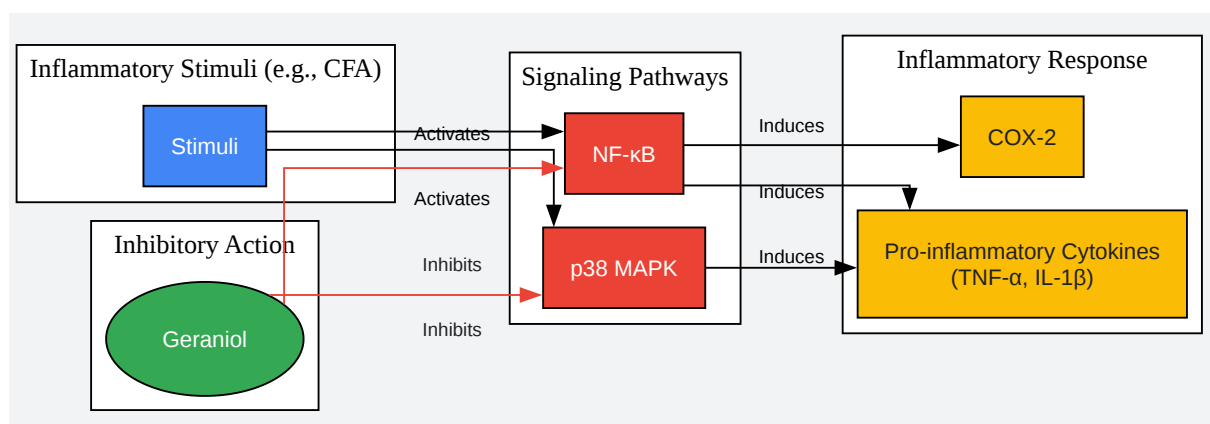 Inflammatory Stimuli (e.g., CFA)
Stimuli
Inhibitory Action
Geraniol
Activates
Activates
Inhibits
Inhibits
Signaling Pathways
NF-κB
p38 MAPK
Induces
Induces
Induces
Inflammatory Response
COX-2
Pro-inflammatory Cytokines
(TNF-α, IL-1β)